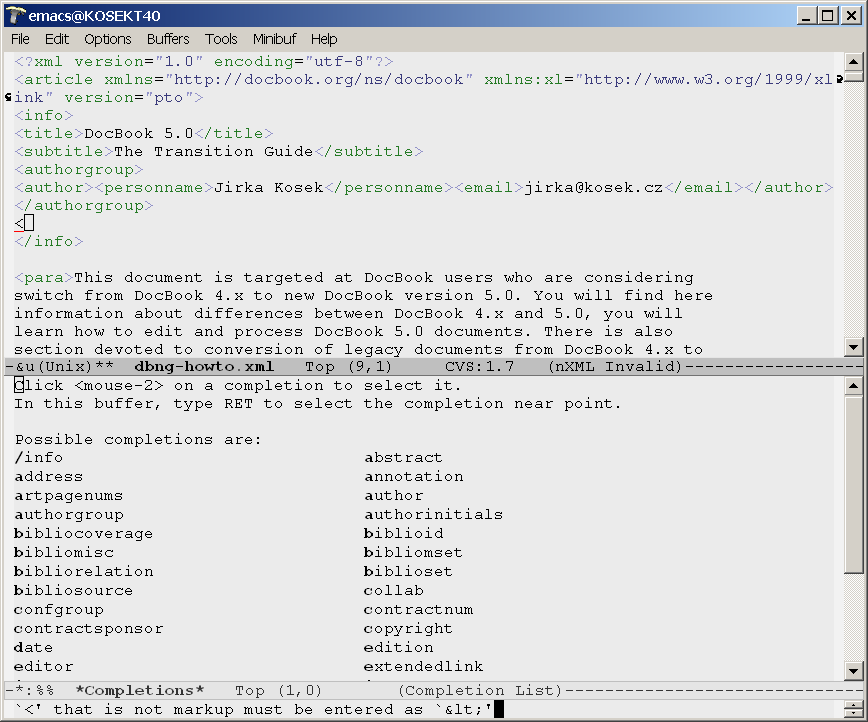 emacs@KOSEKT40
File Edit Options Buffers Tools Minibuf Help
<?xml version="1.0" encoding="utf-8"?>
<article xmlns="http://docbook.org/ns/docbook" xmlns:xl="http://www.w3.org/1999/xl
ink" version="pto">
<info>
<title>DocBook 5.0</title>
<subtitle>The Transition Guide</subtitle>
<authorgroup>
<author><personname>Jirka Kosek</personname><email>jirka@kosek.cz</email></author>
</authorgroup>
<
</info>
<para>This document is targeted at DocBook users who are considering
switch from DocBook 4.x to new DocBook version 5.0. You will find here
information about differences between DocBook 4.x and 5.0, you will
learn how to edit and process DocBook 5.0 documents. There is also
section devoted to conversion of legacy documents from DocBook 4.x to
-&u(Unix)** dbng-howto.xml Top (9,1) CVS:1.7 (nXML Invalid)------------------
Click <mouse-2> on a completion to select it.
In this buffer, type RET to select the completion near point.
Possible completions are:
/info abstract
address annotation
artpagenums author
authorgroup authorinitials
bibliocoverage biblioid
bibliomisc bibliomset
bibliorelation biblioset
bibliosource collab
confgroup contractnum
contractsponsor copyright
date edition
editor extendedlink
-*:%% *Completions* Top (1,0) (Completion List)------------------------------
`<' that is not markup must be entered as `&lt;'